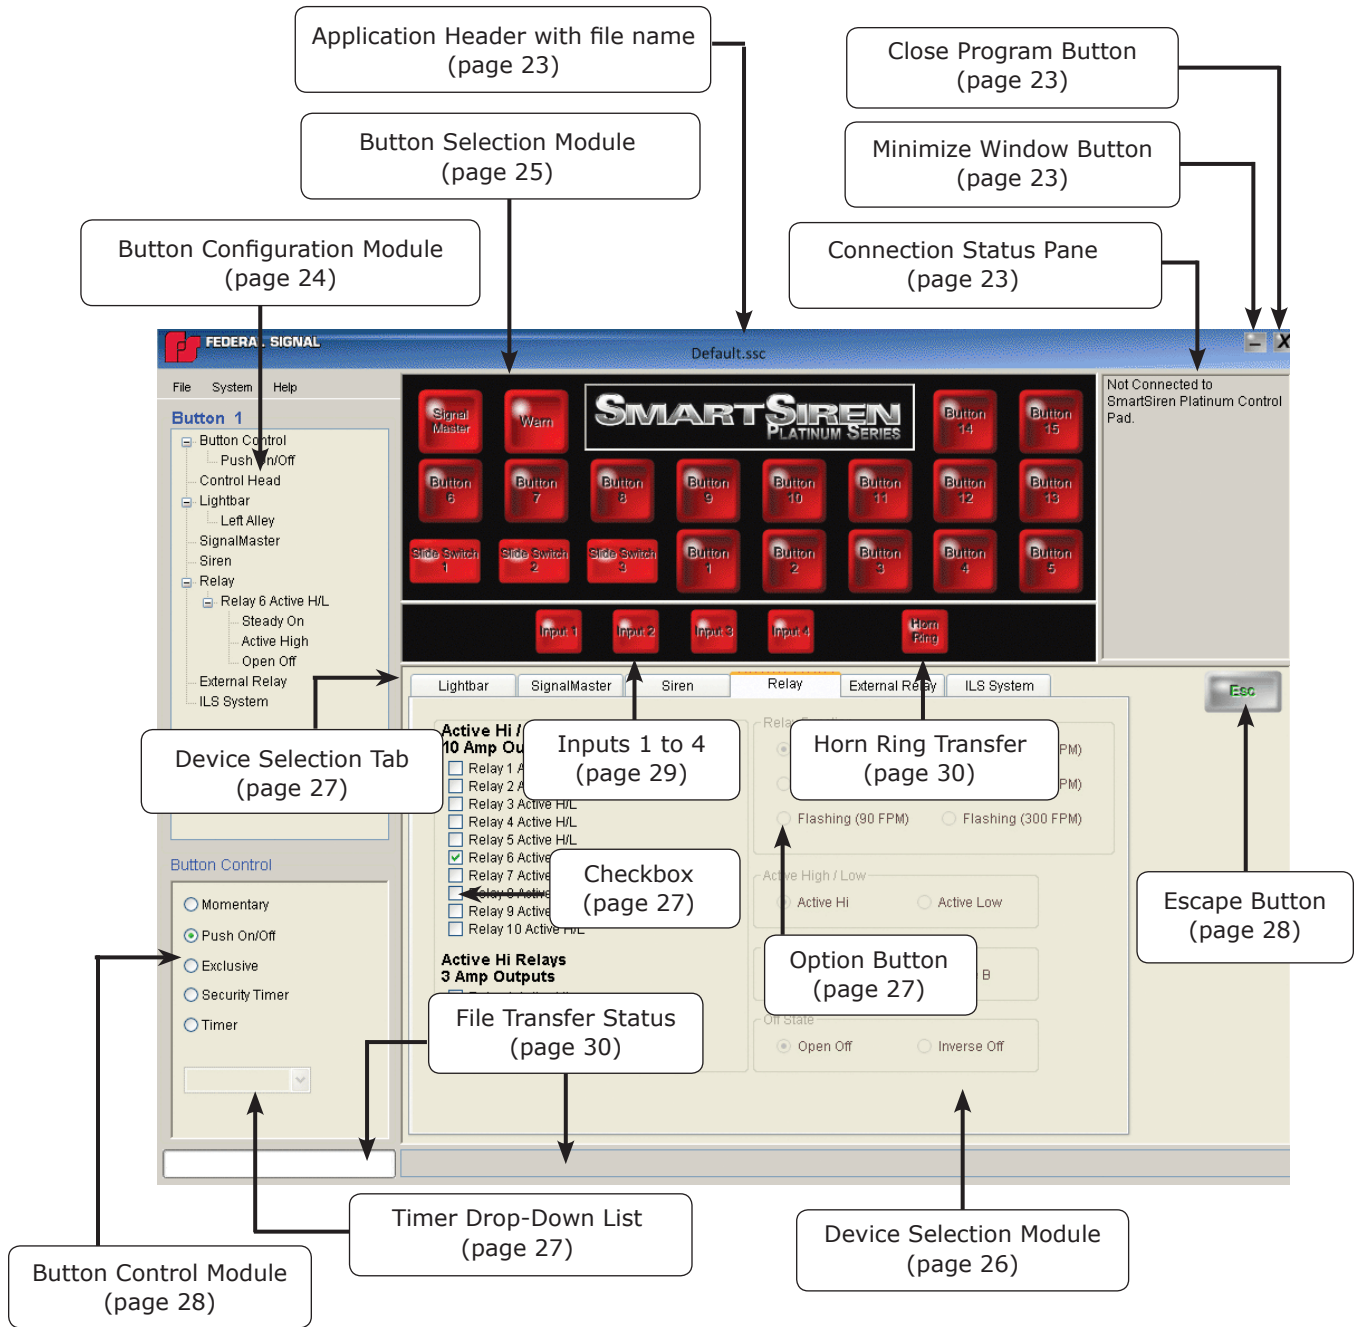 Application Header with file name
(page 23)
Close Program Button
(page 23)
Button Selection Module
(page 25)
Minimize Window Button
(page 23)
Button Configuration Module
(page 24)
Connection Status Pane
(page 23)
FEDERAL SIGNAL
Default.ssc
X
File System Help
Button 1
Button Control
Push On/Off
Control Head
Lightbar
Left Alley
SignalMaster
Siren
Relay
Relay 6 Active H/L
Steady On
Active High
Open Off
External Relay
ILS System
Signal Master
Warn
SMARTSIREN
PLATINUM SERIES
Button 14
Button 15
Button 6
Button 7
Button 8
Button 9
Button 10
Button 11
Button 12
Button 13
Slide Switch 1
Slide Switch 2
Slide Switch 3
Button 1
Button 2
Button 3
Button 4
Button 5
Input 1
Input 2
Input 3
Input 4
Horn Ring
Not Connected to
SmartSiren Platinum Control
Pad.
Lightbar SignalMaster Siren Relay External Relay ILS System
Esc
Device Selection Tab
(page 27)
Inputs 1 to 4
(page 29)
Horn Ring Transfer
(page 30)
Active Hi /
10 Amp
Relay 1
Relay 2
Relay 3 Active H/L
Relay 4 Active H/L
Relay 5 Active H/L
Relay 6 Active
Relay 7 Active
Relay 8 Active
Relay 9 Active
Relay 10 Active H/L
Active Hi Relays
3 Amp Outputs
Relay
PM)
PM)
Flashing (90 FPM) Flashing (300 FPM)
Active High / Low
Active Hi Active Low
B
Off State
Open Off Inverse Off
Checkbox
(page 27)
Option Button
(page 27)
Escape Button
(page 28)
Button Control
Momentary
Push On/Off
Exclusive
Security Timer
Timer
File Transfer Status
(page 30)
Timer Drop-Down List
(page 27)
Device Selection Module
(page 26)
Button Control Module
(page 28)